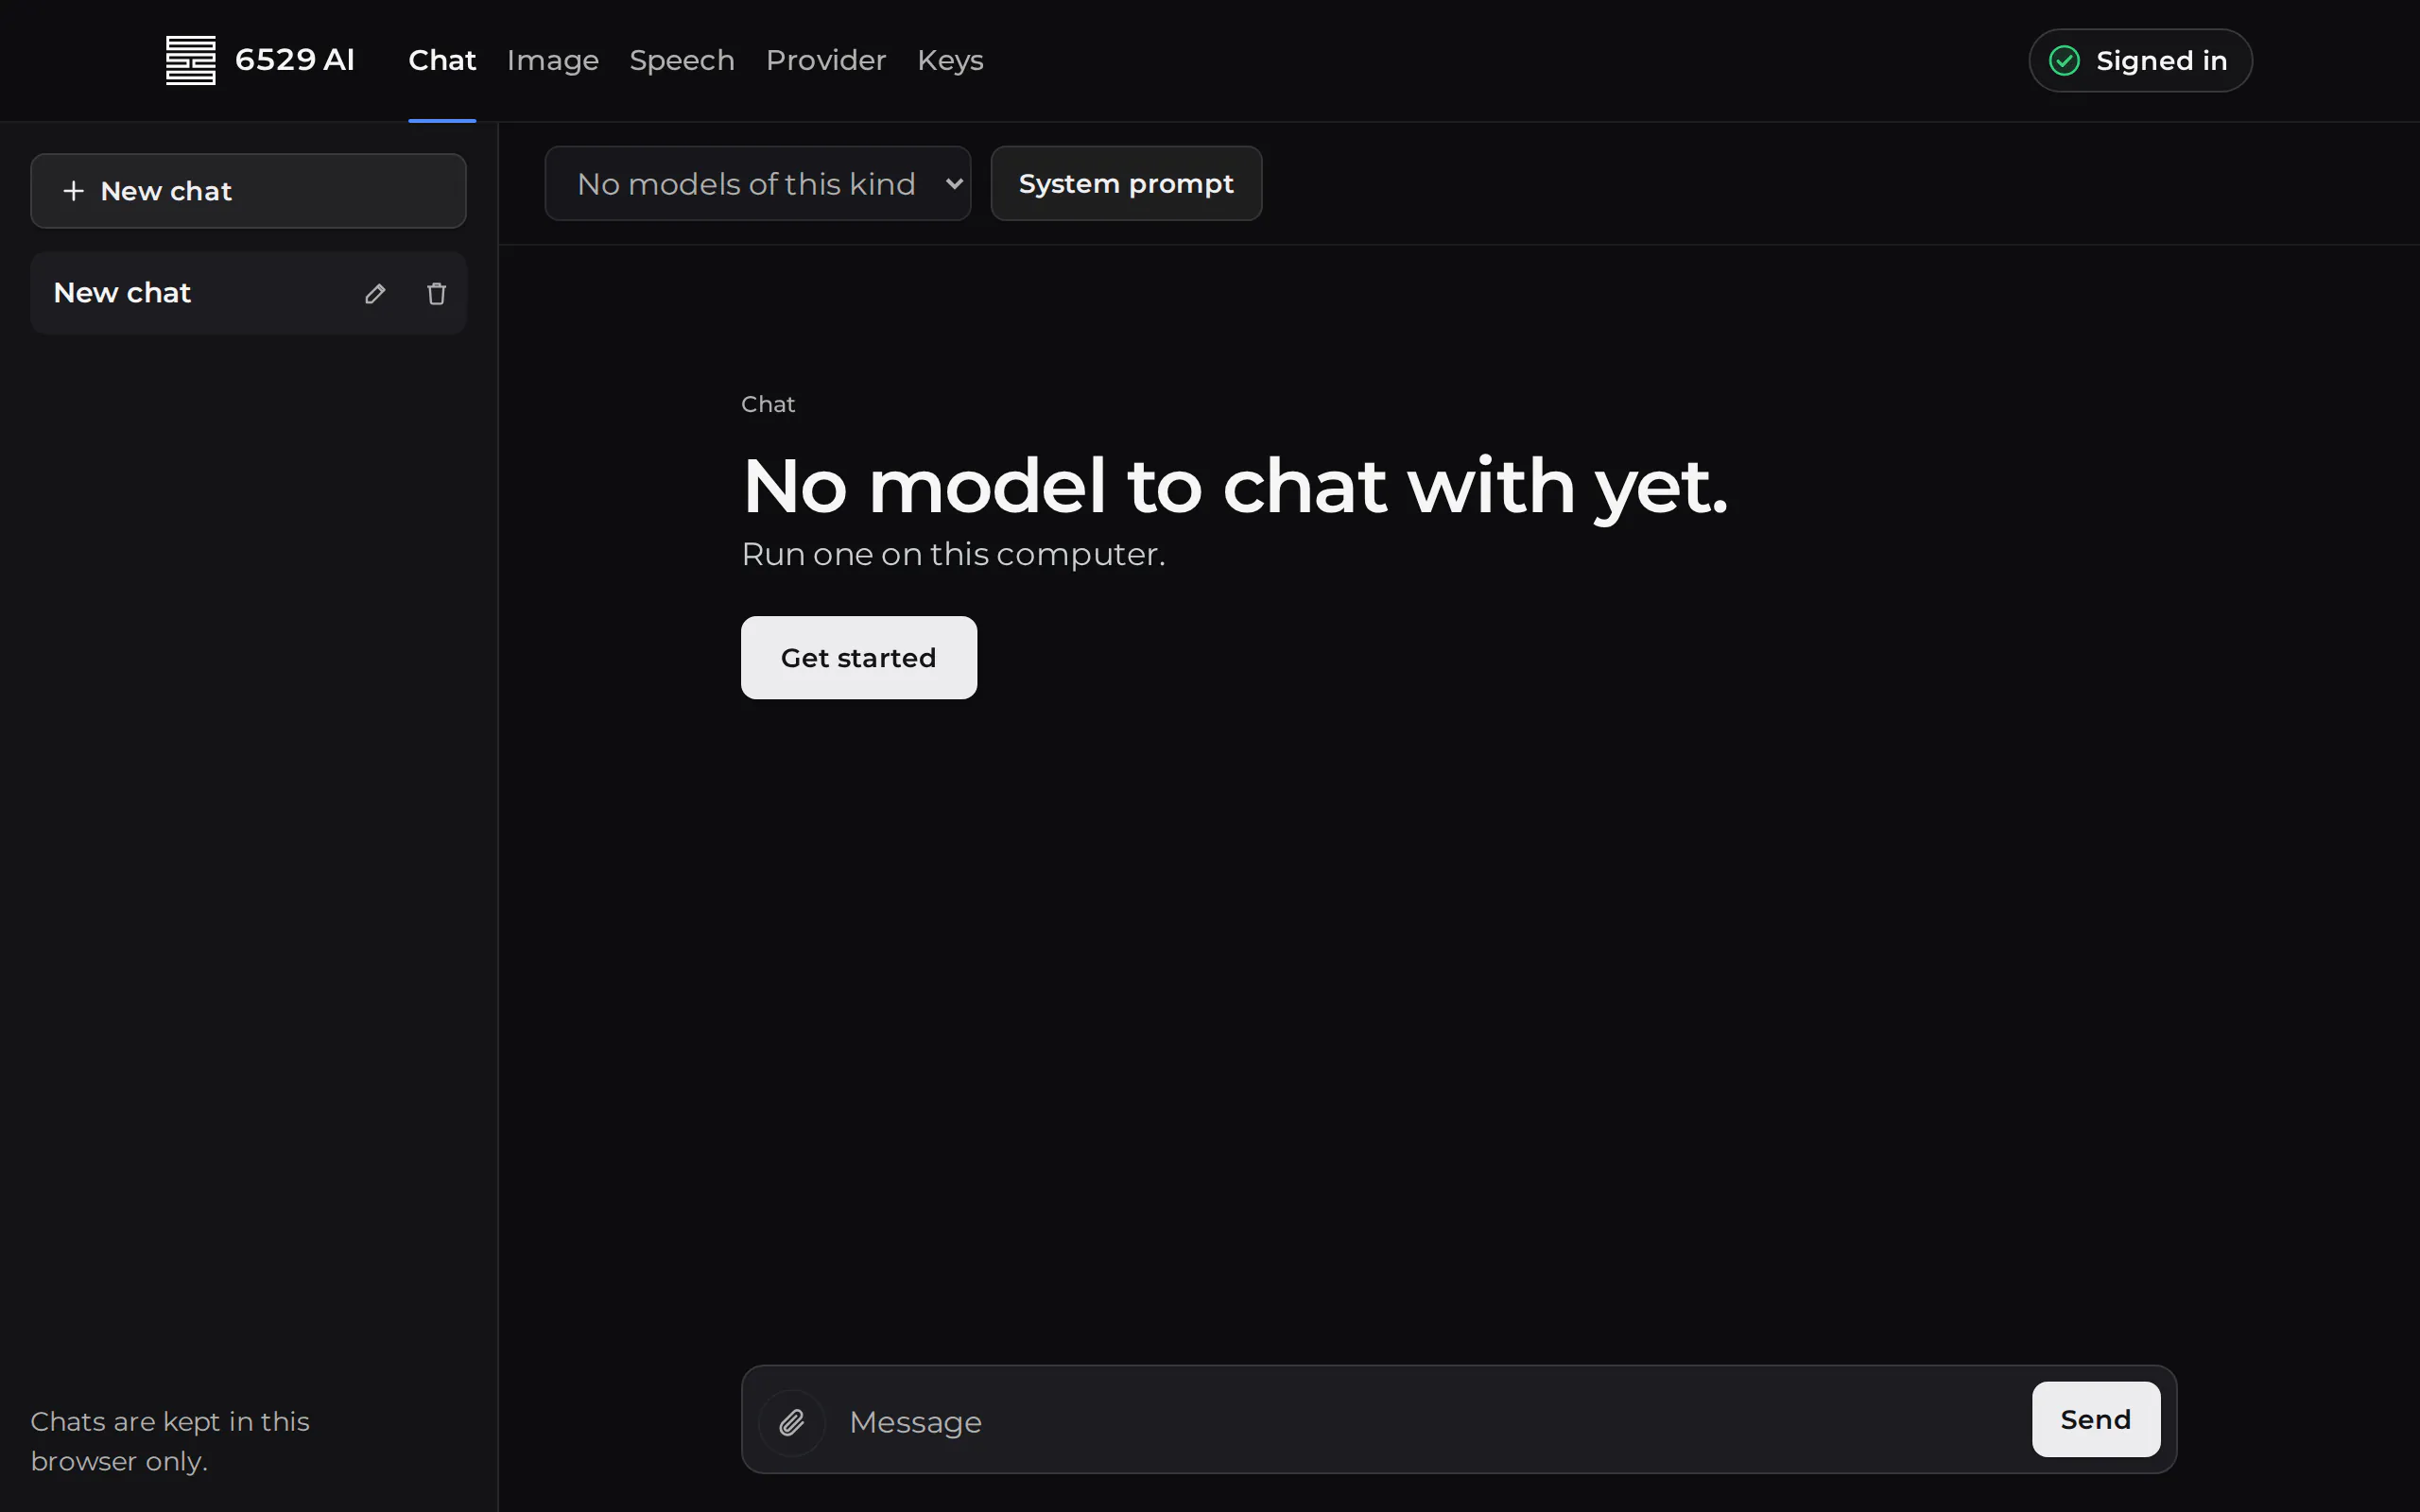 6529 AI
Chat
Image
Speech
Provider
Keys
Signed in
New chat
No models of this kind
System prompt
New chat
Chat
No model to chat with yet.
Run one on this computer.
Get started
Message
Send
Chats are kept in this
browser only.